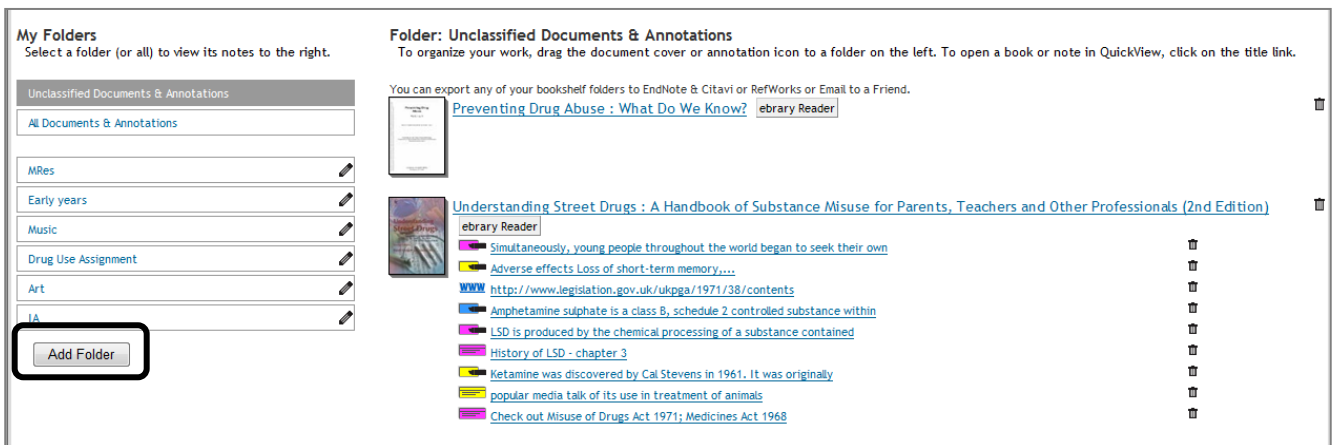 My Folders
Select a folder (or all) to view its notes to the right.
Unclassified Documents & Annotations
All Documents & Annotations
MRes
Early years
Music
Drug Use Assignment
Art
IA
Add Folder
Folder: Unclassified Documents & Annotations
To organize your work, drag the document cover or annotation icon to a folder on the left. To open a book or note in QuickView, click on the title link.
You can export any of your bookshelf folders to EndNote & Citavi or RefWorks or Email to a Friend.
Preventing Drug Abuse : What Do We Know? ebrary Reader
Understanding Street Drugs : A Handbook of Substance Misuse for Parents, Teachers and Other Professionals (2nd Edition)
ebrary Reader
Simultaneously, young people throughout the world began to seek their own
Adverse effects Loss of short-term memory,...
WWW http://www.legislation.gov.uk/ukpga/1971/38/contents
Amphetamine sulphate is a class B, schedule 2 controlled substance within
LSD is produced by the chemical processing of a substance contained
History of LSD - chapter 3
Ketamine was discovered by Cal Stevens in 1961. It was originally
popular media talk of its use in treatment of animals
Check out Misuse of Drugs Act 1971; Medicines Act 1968